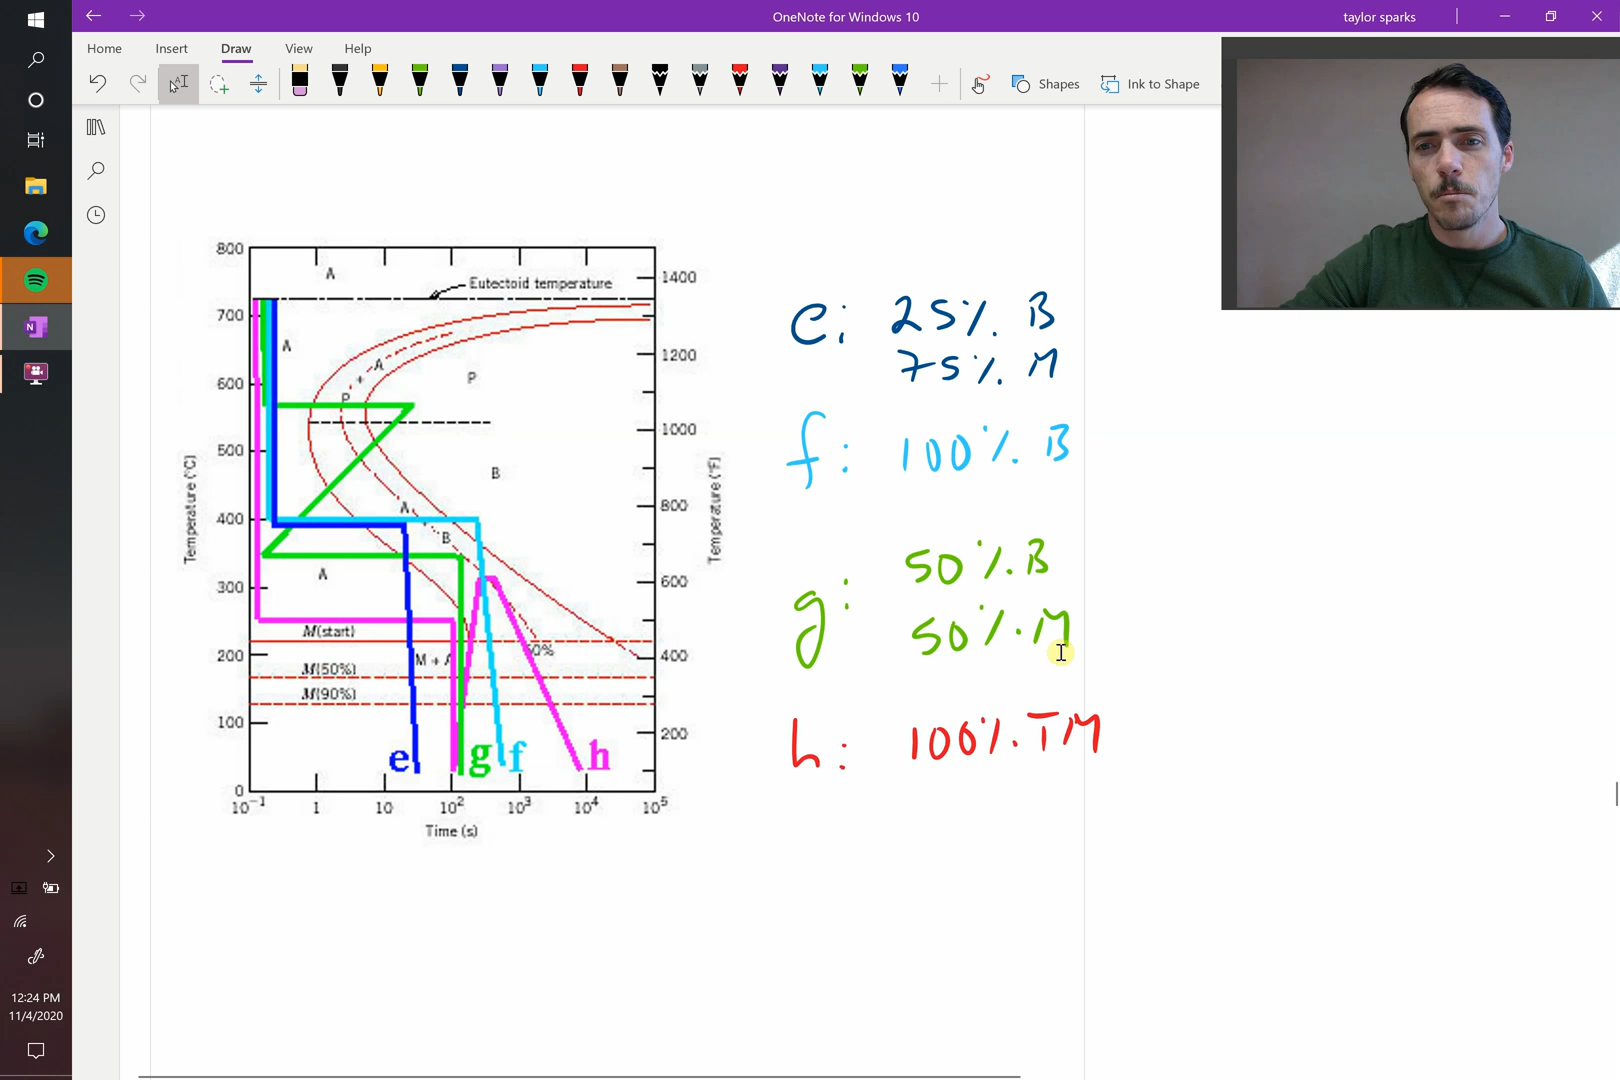 OneNote for Windows 10
taylor sparks
Home Insert Draw View Help
Shapes
Ink to Shape
800
700
600
500
400
300
200
100
0
Temperature (°C)
A
Eutectoid temperature
A
A
P
+
P
B
A
B
A
M(start)
M + A
50%
M(50%)
M(90%)
e g f h
1400
1200
1000
800
600
400
200
Temperature (°F)
10⁻¹ 1 10 10² 10³ 10⁴ 10⁵
Time (s)
e: 25% B
75% M
f: 100% B
g: 50% B
50% M
h: 100% TM
12:24 PM
11/4/2020